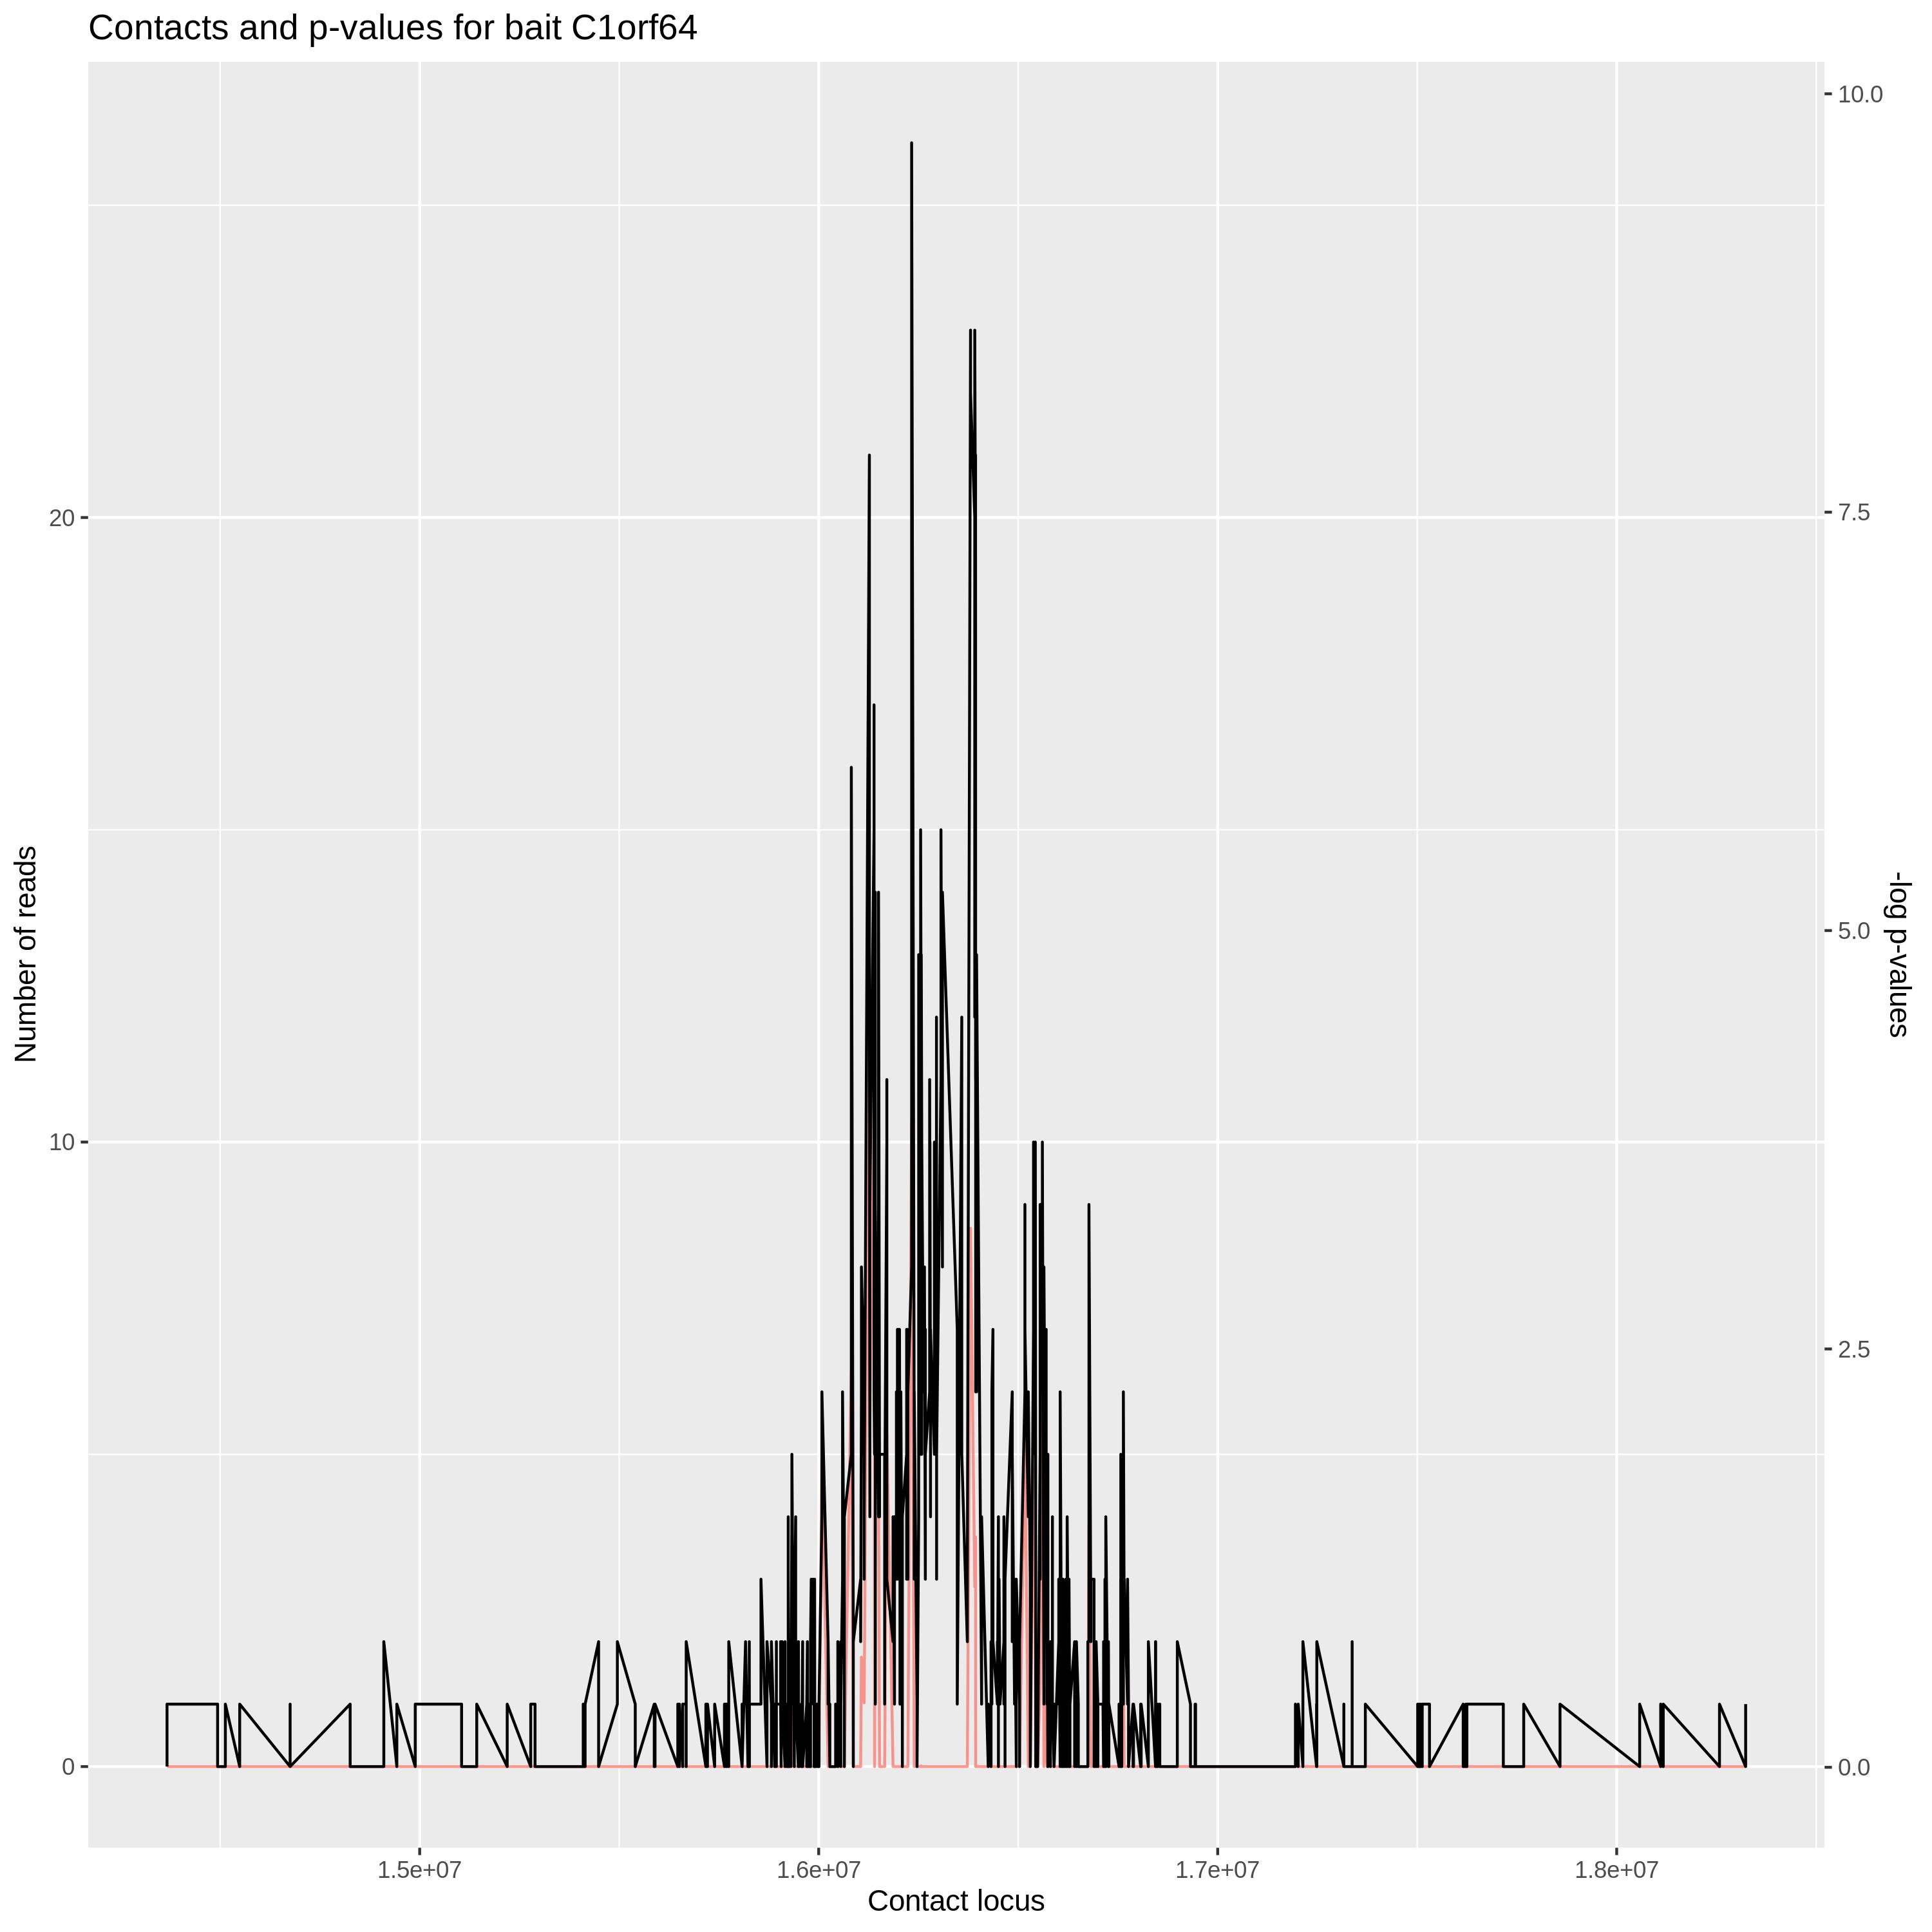 Contacts and p-values for bait C1orf64
10.0
20
7.5
Number of reads
-log p-values
5.0
10
2.5
0
0.0
1.5e+07
1.6e+07
1.7e+07
1.8e+07
Contact locus